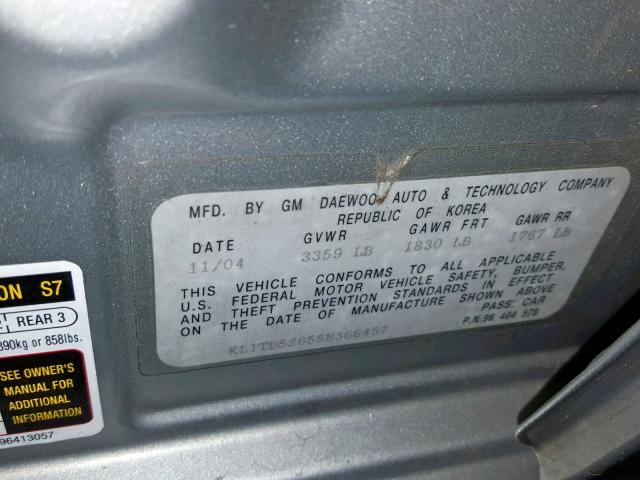 MFD. BY GM DAEWOO AUTO & TECHNOLOGY COMPANY
REPUBLIC OF KOREA
DATE GVWR GAWR FRT GAWR RR
11/04 3359 LB 1830 LB 1767 LB
THIS VEHICLE CONFORMS TO ALL APPLICABLE
U.S. FEDERAL MOTOR VEHICLE SAFETY, BUMPER,
AND THEFT PREVENTION STANDARDS IN EFFECT
ON THE DATE OF MANUFACTURE SHOWN ABOVE
PASS: CAR
KL1TD52655B366457 P.N.96 404 578
ON S7
REAR 3
390kg or 858lbs.
SEE OWNER'S
MANUAL FOR
ADDITIONAL
INFORMATION
96413057